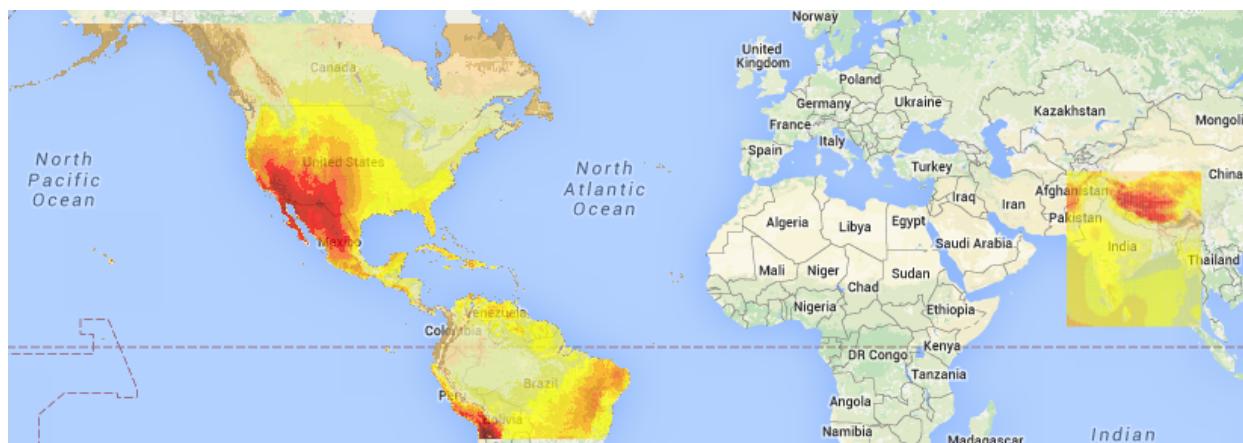 Norway
Canada
United
Kingdom
Poland
Germany
Ukraine
Kazakhstan
Mongoli
France
Italy
Spain
Turkey
North
Pacific
Ocean
United States
North
Atlantic
Ocean
China
Afghanistan
Iraq
Iran
Pakistan
Algeria
Libya
Egypt
Saudi Arabia
Mexico
India
Thailand
Mali
Niger
Sudan
Chad
Nigeria
Ethiopia
Venezuela
Colombia
Kenya
DR Congo
Tanzania
Brazil
Peru
Angola
Bolivia
Namibia
Madagascar
Indian